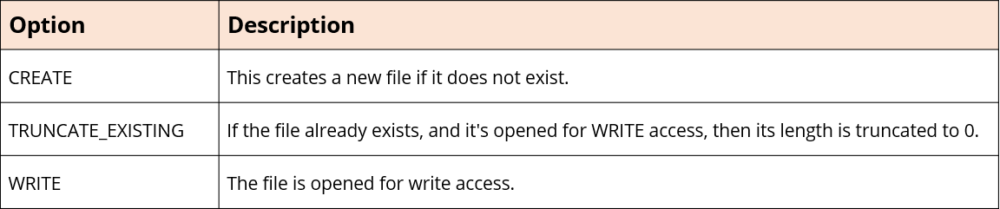 Option Description
CREATE This creates a new file if it does not exist.
TRUNCATE_EXISTING If the file already exists, and it's opened for WRITE access, then its length is truncated to 0.
WRITE The file is opened for write access.